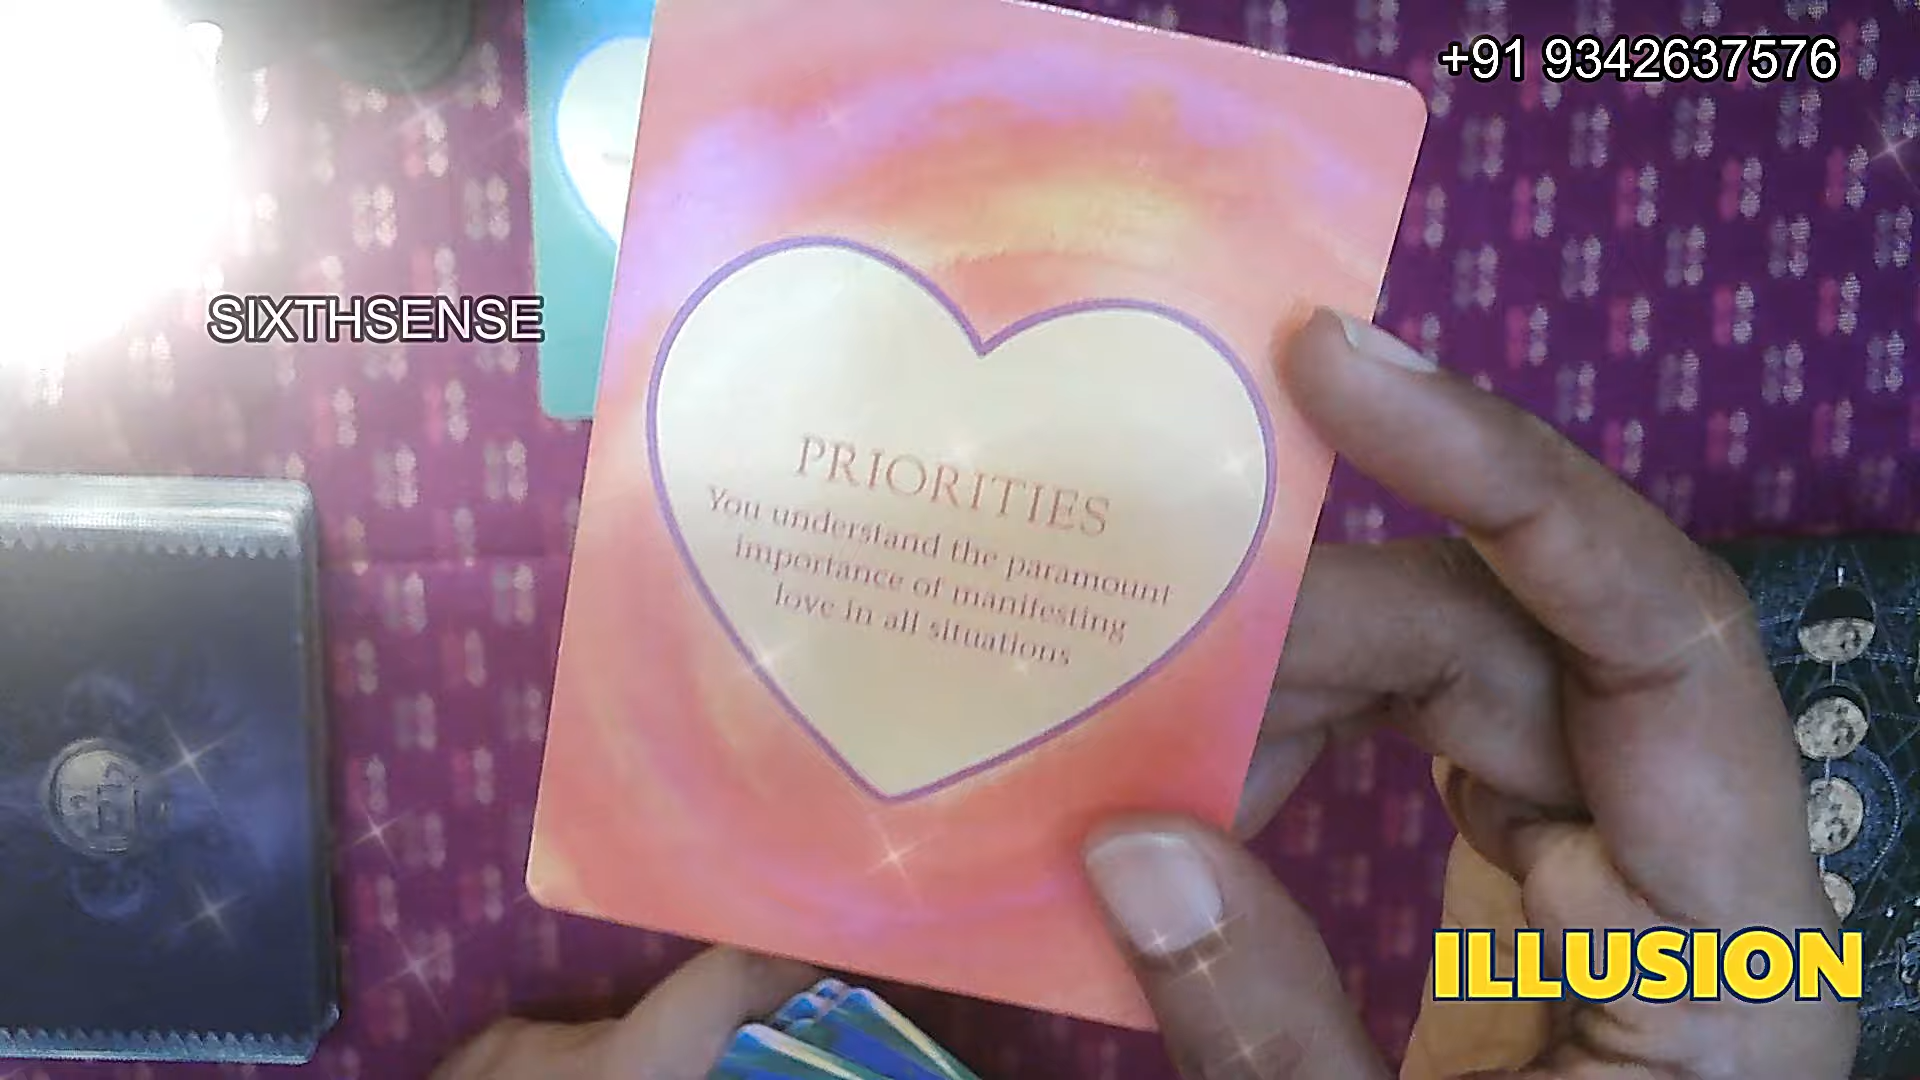 +91 9342637576
SIXTHSENSE
PRIORITIES
You understand the paramount
importance of manifesting
love in all situations
ILLUSION